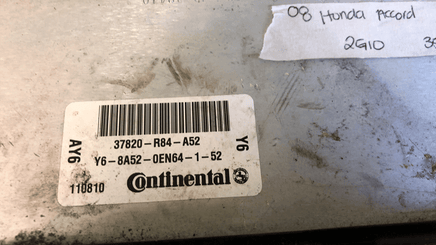 08 Honda Accord
2G10
37820-R84-A52
AY6
Y6
Y6-8A52-0EN64-1-52
110810
Continental